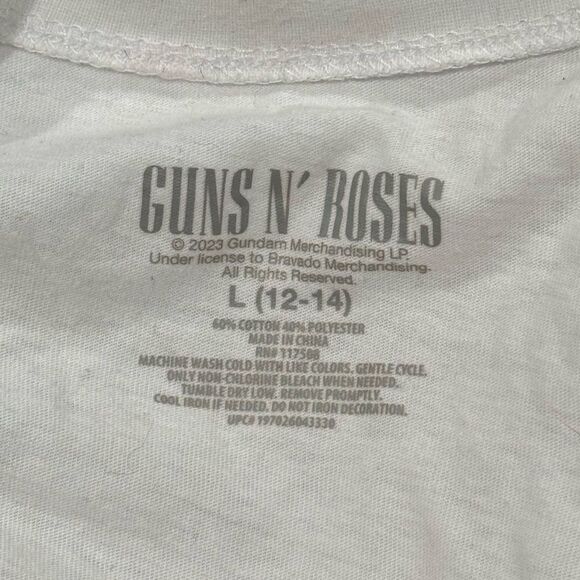 GUNS N' ROSES
© 2023 Gundam Merchandising LP.
Under license to Bravado Merchandising.
All Rights Reserved.
L (12-14)
60% COTTON 40% POLYESTER
MADE IN CHINA
RN# 117508
MACHINE WASH COLD WITH LIKE COLORS. GENTLE CYCLE.
ONLY NON-CHLORINE BLEACH WHEN NEEDED.
TUMBLE DRY LOW. REMOVE PROMPTLY.
COOL IRON IF NEEDED. DO NOT IRON DECORATION.
UPC# 197026043330